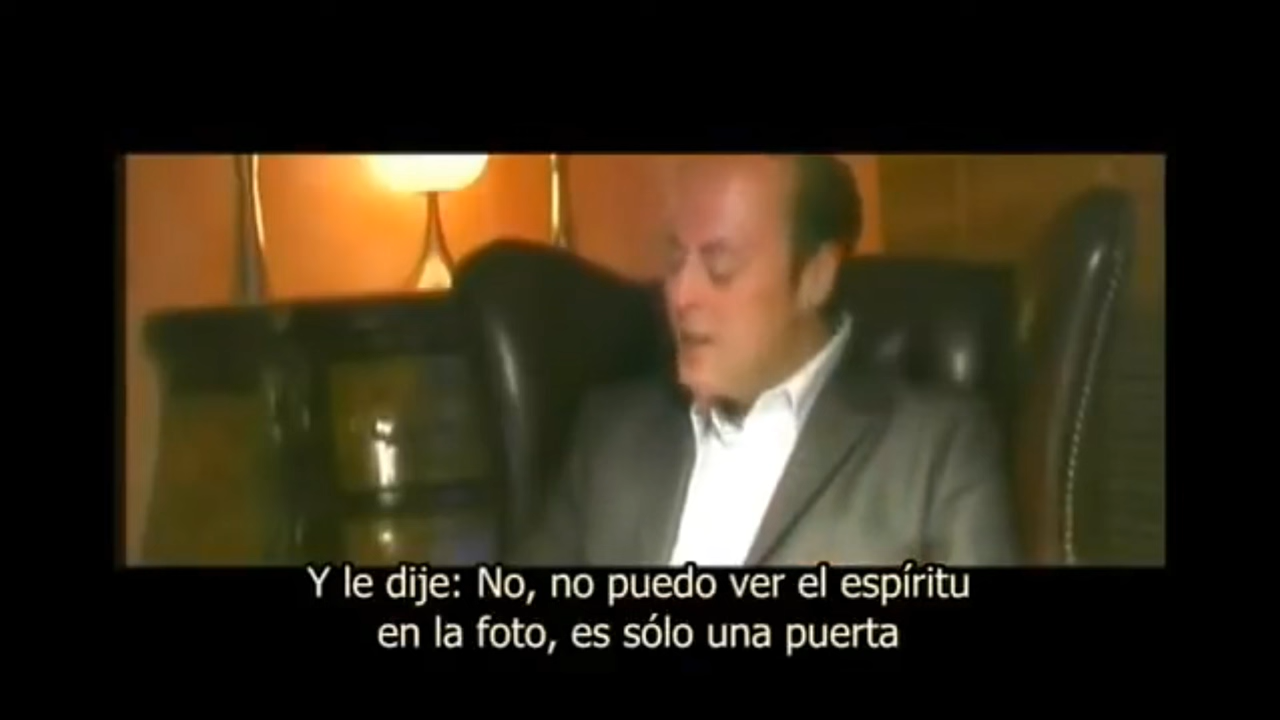 Y le dije: No, no puedo ver el espíritu
en la foto, es sólo una puerta